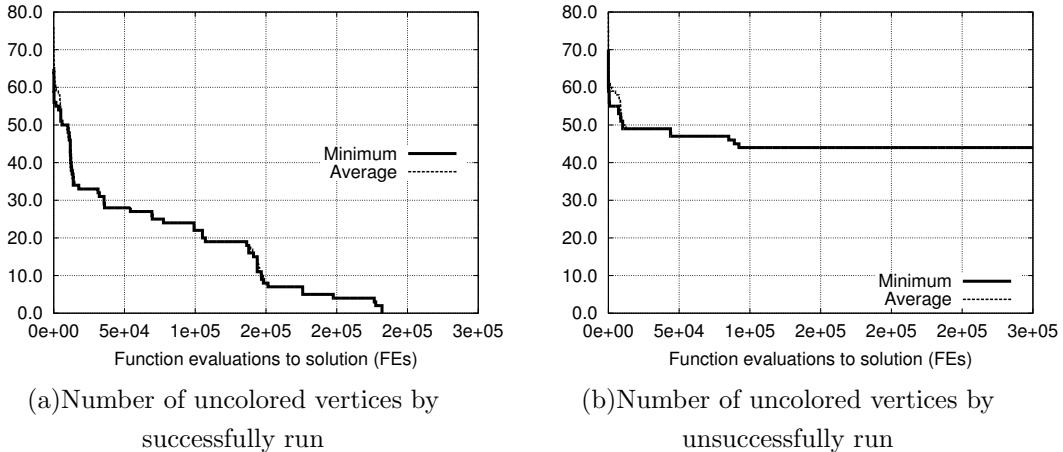 80.0
70.0
60.0
50.0
40.0
30.0
20.0
10.0
0.0
0e+00 5e+04 1e+05 2e+05 2e+05 2e+05 3e+05
Function evaluations to solution (FEs)
Minimum
Average
(a)Number of uncolored vertices by
successfully run
80.0
70.0
60.0
50.0
40.0
30.0
20.0
10.0
0.0
0e+00 5e+04 1e+05 2e+05 2e+05 2e+05 3e+05
Function evaluations to solution (FEs)
Minimum
Average
(b)Number of uncolored vertices by
unsuccessfully run